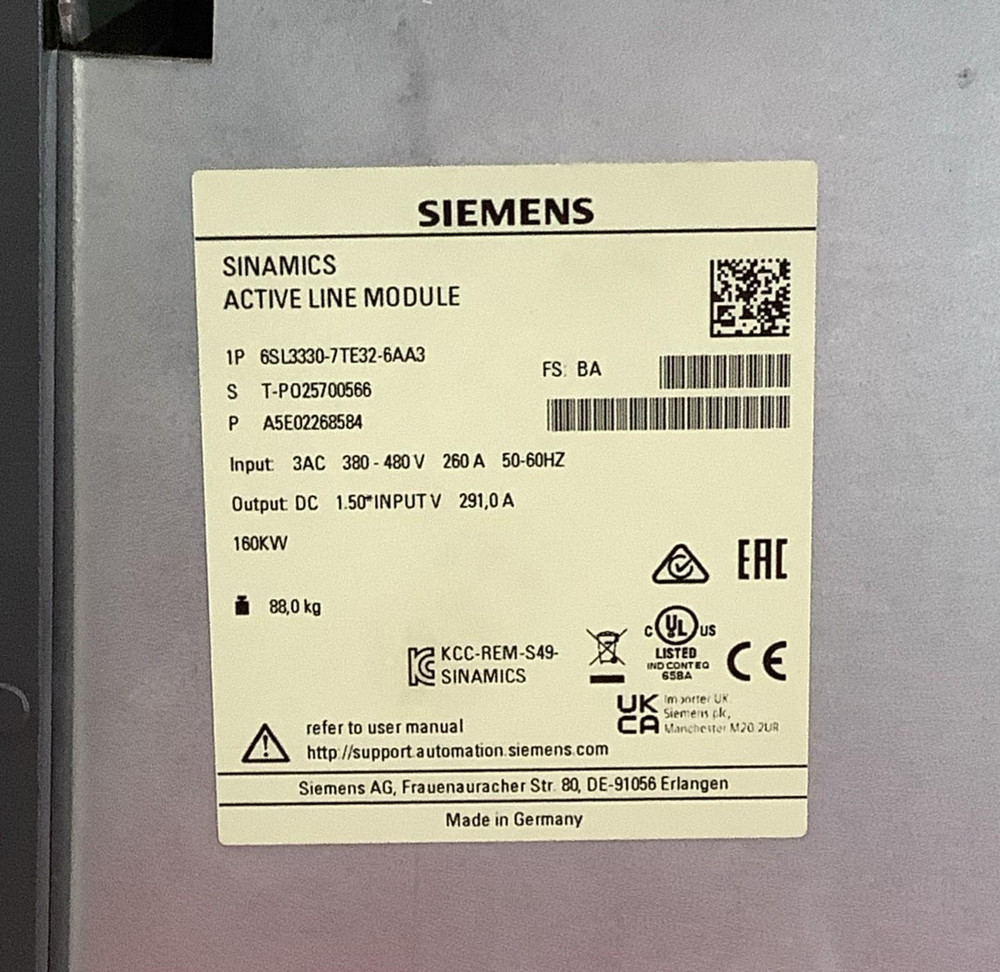 SIEMENS
SINAMICS
ACTIVE LINE MODULE
1P 6SL3330-7TE32-6AA3
FS: BA
S T-PO25700566
P A5E02268584
Input: 3AC 380-480 V 260 A 50-60HZ
Output: DC 1.50*INPUT V 291,0 A
160KW
EAC
88,0 kg
C UL US
LISTED
IND CONT EQ
65BA
CE
KCC-REM-S49-
SINAMICS
UK
CA
Importer UK
Siemens plc,
Manchester M20 2UR
refer to user manual
http://support.automation.siemens.com
Siemens AG, Frauenauracher Str. 80, DE-91056 Erlangen
Made in Germany